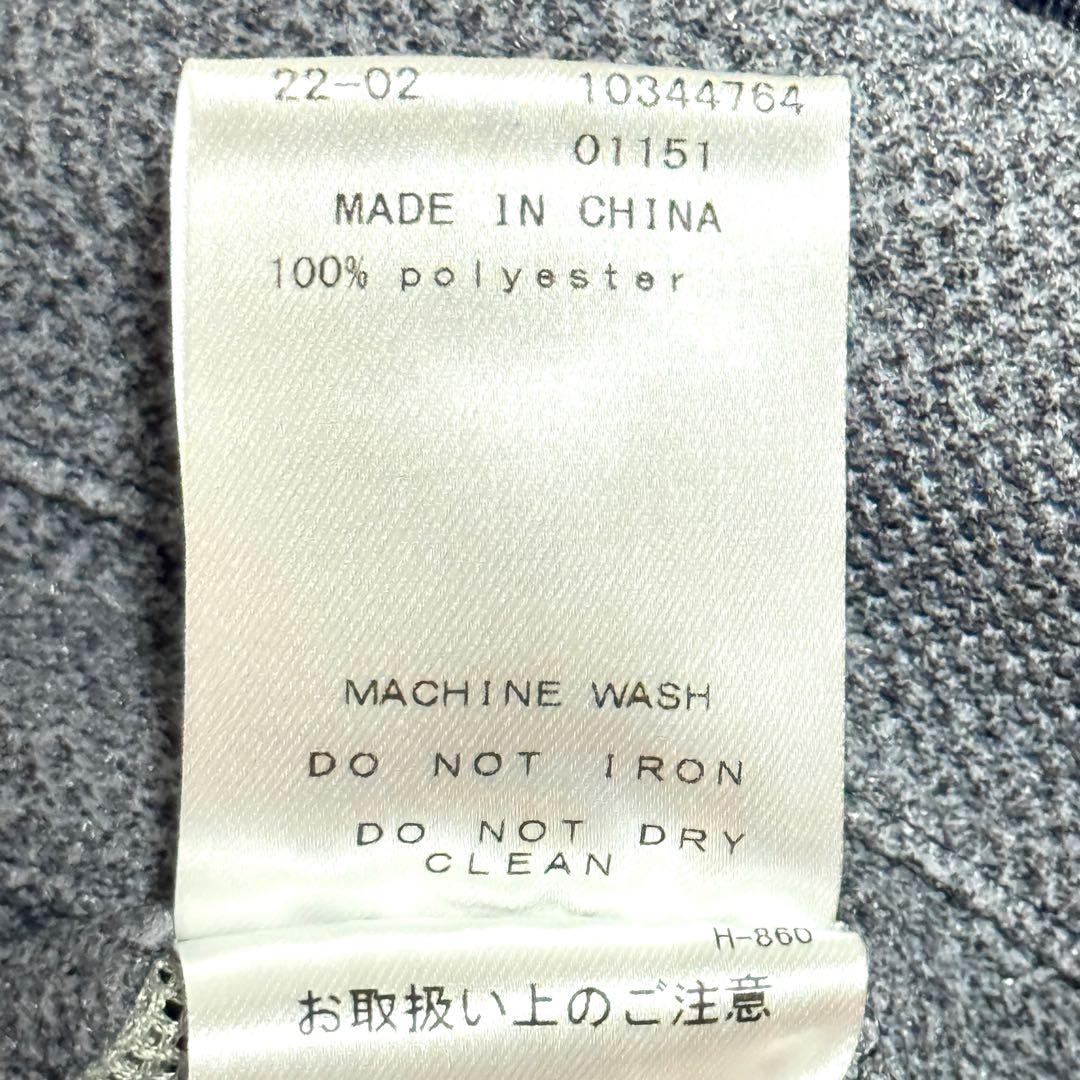 22-02 10344764
01151
MADE IN CHINA
100% polyester
MACHINE WASH
DO NOT IRON
DO NOT DRY
CLEAN
H-860
お取扱い上のご注意